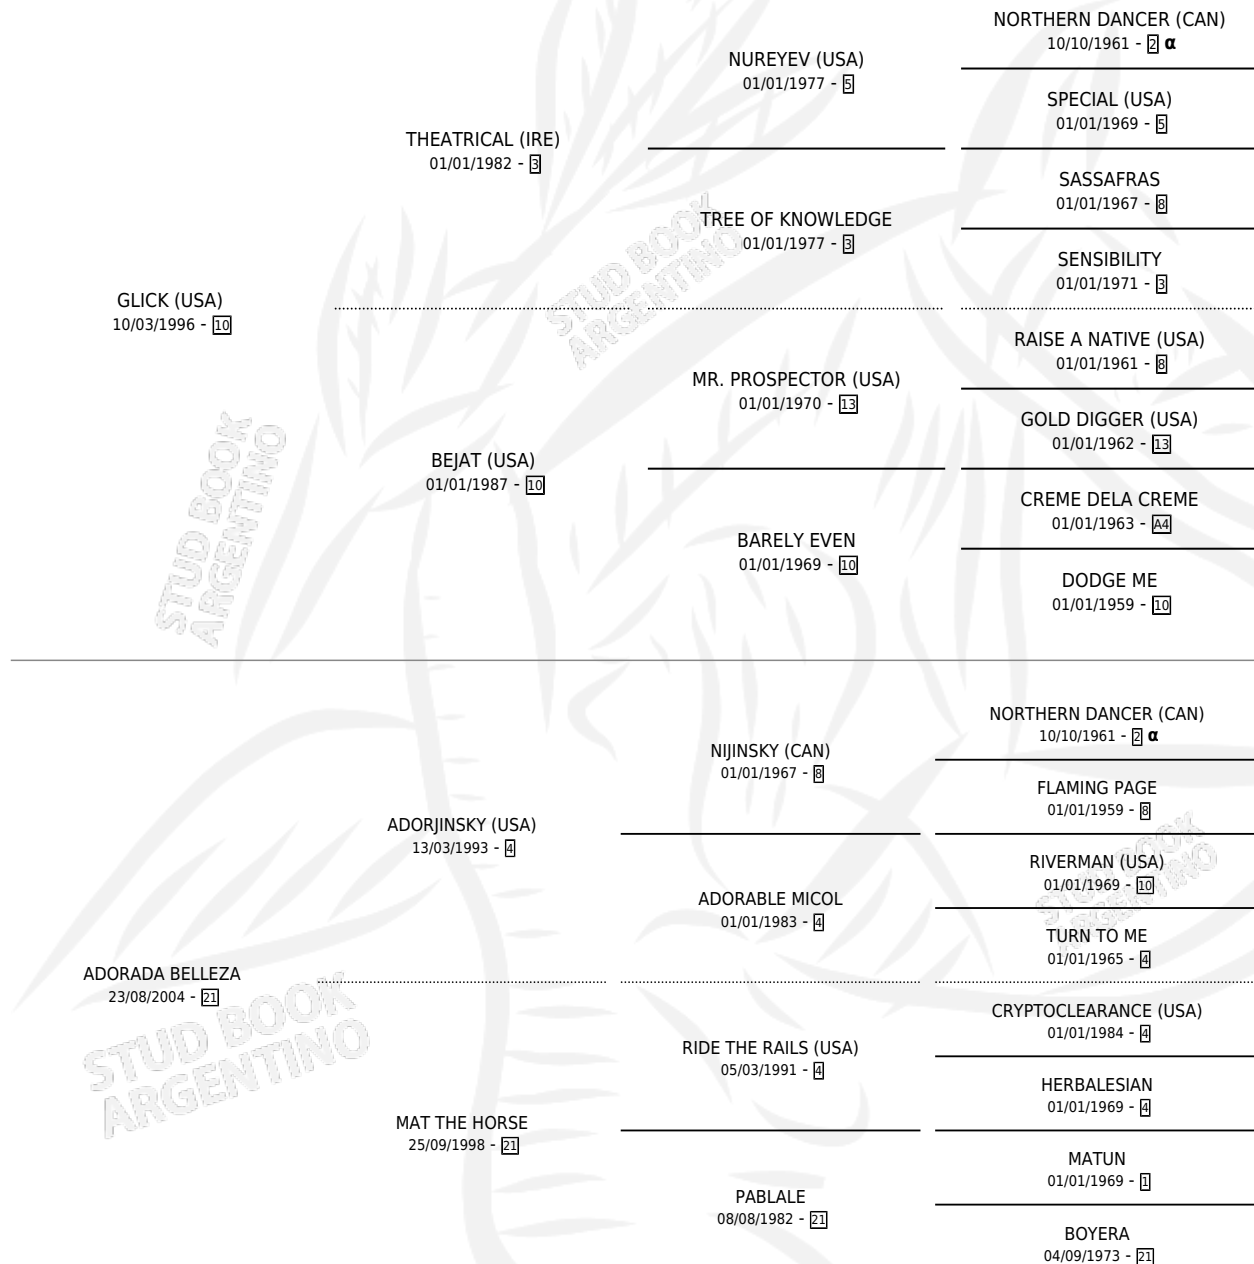 NORTHERN DANCER (CAN)
10/10/1961 - 2 α
NUREYEV (USA)
01/01/1977 - 5
SPECIAL (USA)
01/01/1969 - 5
THEATRICAL (IRE)
01/01/1982 - 3
SASSAFRAS
01/01/1967 - 8
TREE OF KNOWLEDGE
01/01/1977 - 3
SENSIBILITY
01/01/1971 - 3
STUD BOOK
ARGENTINO
GLICK (USA)
10/03/1996 - 10
RAISE A NATIVE (USA)
01/01/1961 - 8
MR. PROSPECTOR (USA)
01/01/1970 - 13
GOLD DIGGER (USA)
01/01/1962 - 13
BEJAT (USA)
01/01/1987 - 10
CREME DELA CREME
01/01/1963 - A4
BARELY EVEN
01/01/1969 - 10
DODGE ME
01/01/1959 - 10
STUD BOOK
ARGENTINO
NORTHERN DANCER (CAN)
10/10/1961 - 2 α
NIJINSKY (CAN)
01/01/1967 - 8
FLAMING PAGE
01/01/1959 - 8
ADORJINSKY (USA)
13/03/1993 - 4
RIVERMAN (USA)
01/01/1969 - 10
ADORABLE MICOL
01/01/1983 - 4
TURN TO ME
01/01/1965 - 4
STUD BOOK
ARGENTINO
ADORADA BELLEZA
23/08/2004 - 21
CRYPTOCLEARANCE (USA)
01/01/1984 - 4
RIDE THE RAILS (USA)
05/03/1991 - 4
HERBALESIAN
01/01/1969 - 4
STUD BOOK
ARGENTINO
MAT THE HORSE
25/09/1998 - 21
MATUN
01/01/1969 - 1
PABLALE
08/08/1982 - 21
BOYERA
04/09/1973 - 21